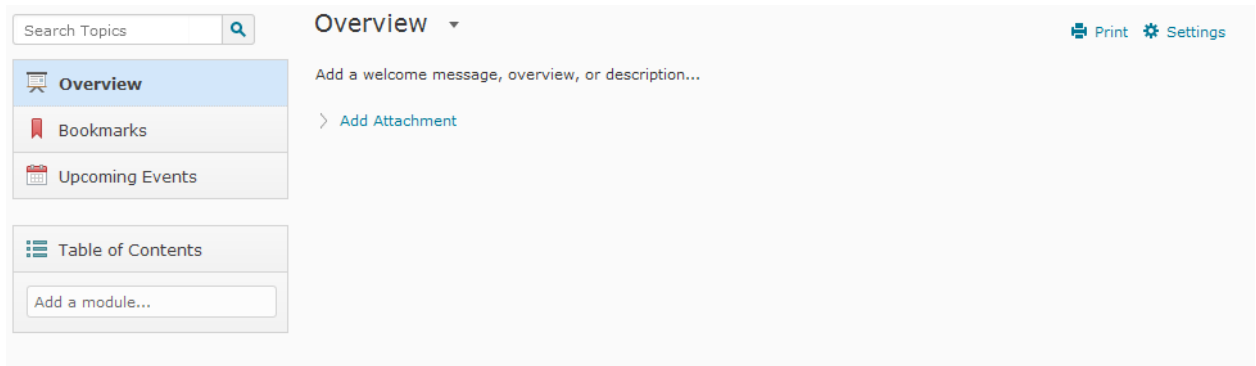 Search Topics
Overview
Bookmarks
Upcoming Events
Table of Contents
Add a module...
Overview
Print
Settings
Add a welcome message, overview, or description...
Add Attachment